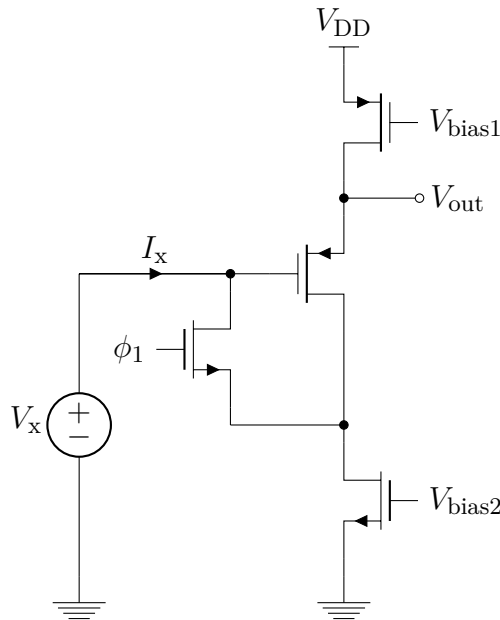 V_DD
V_bias1
V_out
I_x
ϕ_1
V_x
V_bias2